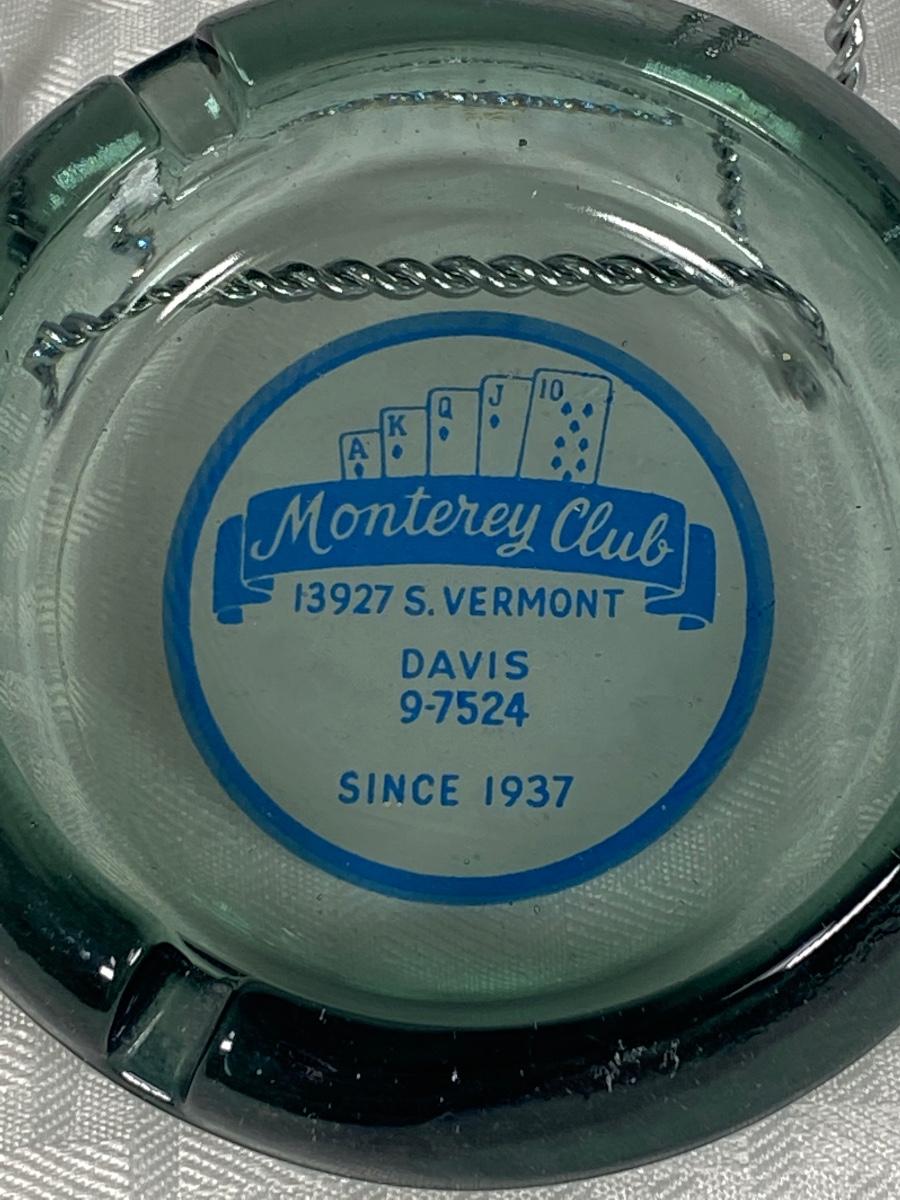 A K Q J 10
Monterey Club
13927 S. VERMONT
DAVIS
9-7524
SINCE 1937